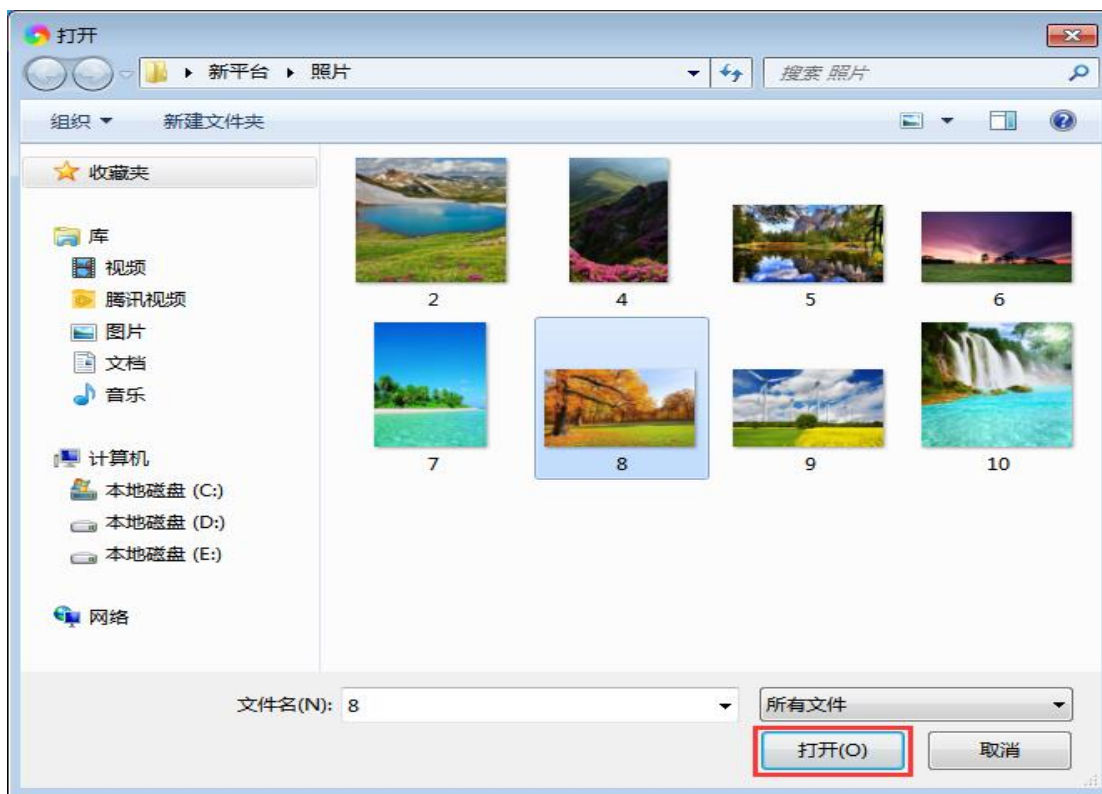 打开
新平台 照片
搜索 照片
组织 新建文件夹
收藏夹
库
视频
腾讯视频
图片
文档
音乐
计算机
本地磁盘 (C:)
本地磁盘 (D:)
本地磁盘 (E:)
网络
2 4 5 6
7 8 9 10
文件名(N): 8
所有文件
打开(O) 取消